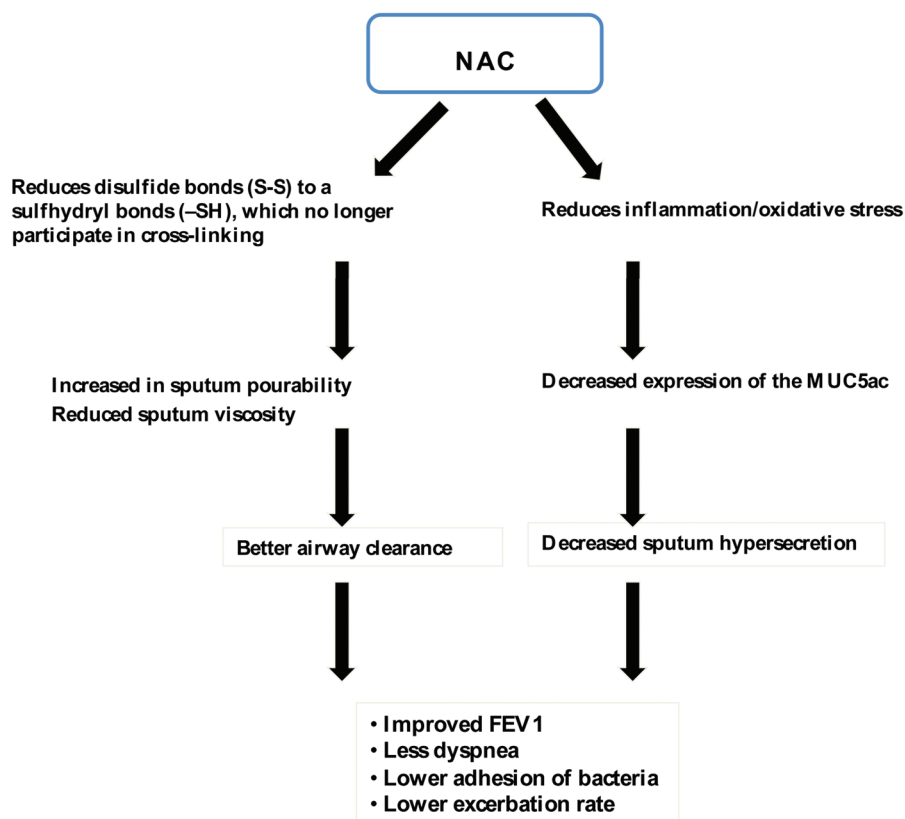 NAC
Reduces disulfide bonds (S-S) to a
sulfhydryl bonds (–SH), which no longer
participate in cross-linking
Reduces inflammation/oxidative stress
Increased in sputum pourability
Reduced sputum viscosity
Decreased expression of the MUC5ac
Better airway clearance
Decreased sputum hypersecretion
• Improved FEV1
• Less dyspnea
• Lower adhesion of bacteria
• Lower excerbation rate